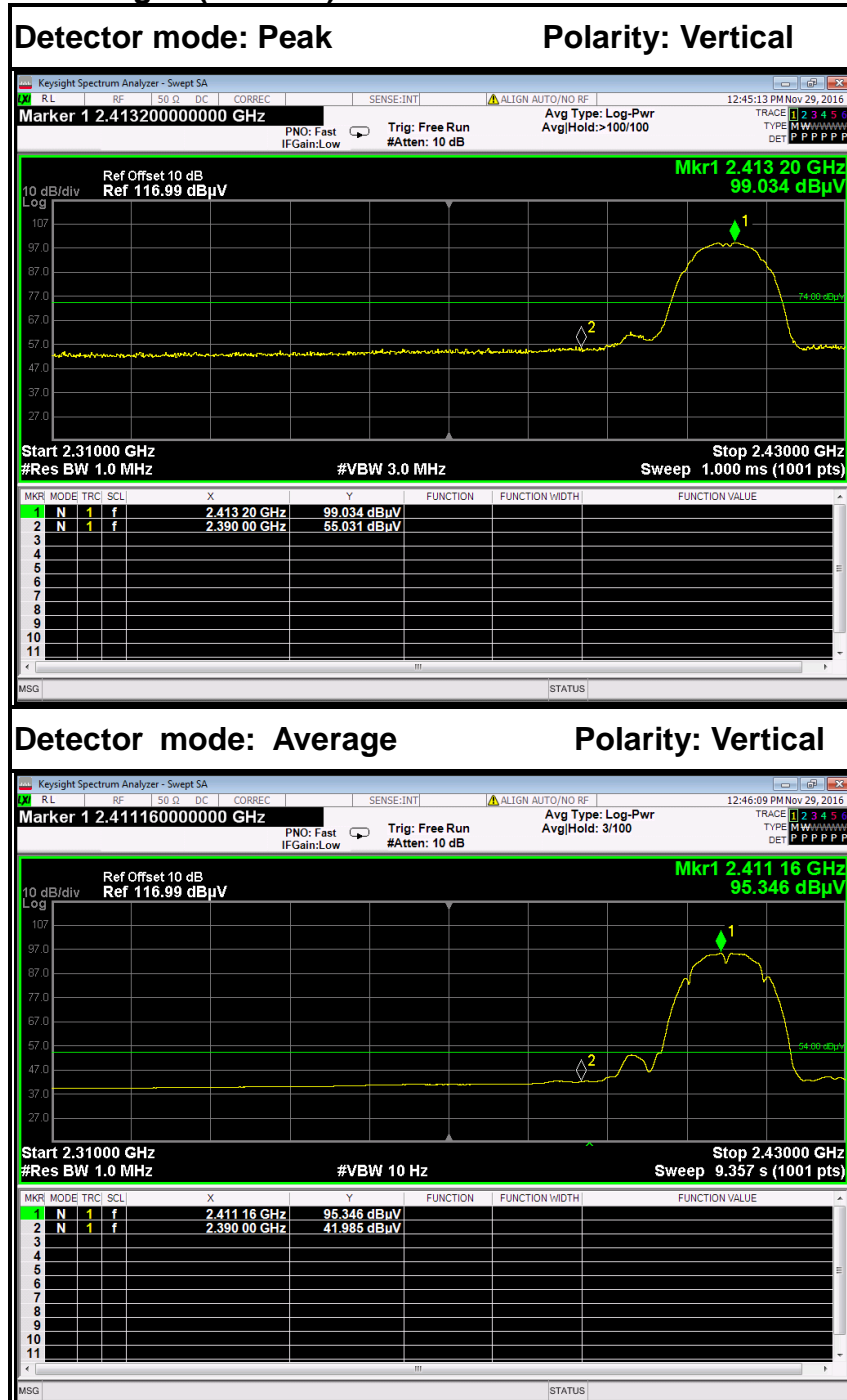 Detector mode: Peak Polarity: Vertical
Keysight Spectrum Analyzer - Swept SA
LXI RL RF 50 Ω DC CORREC SENSE:INT ALIGN AUTO/NO RF 12:45:13 PM Nov 29, 2016
Marker 1 2.413200000000 GHz
PNO: Fast
IFGain:Low
Trig: Free Run
#Atten: 10 dB
Avg Type: Log-Pwr
Avg|Hold:>100/100
TRACE 1 2 3 4 5 6
TYPE MWWWWW
DET P P P P P P
Mkr1 2.413 20 GHz
99.034 dBµV
Ref Offset 10 dB
10 dB/div Ref 116.99 dBµV
Log
107
1
97.0
87.0
77.0
74.00 dBµV
67.0
2
57.0
47.0
37.0
27.0
Start 2.31000 GHz Stop 2.43000 GHz
#Res BW 1.0 MHz #VBW 3.0 MHz Sweep 1.000 ms (1001 pts)
MKR MODE TRC SCL X Y FUNCTION FUNCTION WIDTH FUNCTION VALUE
1 N 1 f 2.413 20 GHz 99.034 dBµV
2 N 1 f 2.390 00 GHz 55.031 dBµV
3
4
5
6
7
8
9
10
11
MSG STATUS
Detector mode: Average Polarity: Vertical
Keysight Spectrum Analyzer - Swept SA
LXI RL RF 50 Ω DC CORREC SENSE:INT ALIGN AUTO/NO RF 12:46:09 PM Nov 29, 2016
Marker 1 2.411160000000 GHz
PNO: Fast
IFGain:Low
Trig: Free Run
#Atten: 10 dB
Avg Type: Log-Pwr
Avg|Hold: 3/100
TRACE 1 2 3 4 5 6
TYPE MWWWWW
DET P P P P P P
Mkr1 2.411 16 GHz
95.346 dBµV
Ref Offset 10 dB
10 dB/div Ref 116.99 dBµV
Log
107
1
97.0
87.0
77.0
67.0
57.0
54.00 dBµV
2
47.0
37.0
27.0
Start 2.31000 GHz Stop 2.43000 GHz
#Res BW 1.0 MHz #VBW 10 Hz Sweep 9.357 s (1001 pts)
MKR MODE TRC SCL X Y FUNCTION FUNCTION WIDTH FUNCTION VALUE
1 N 1 f 2.411 16 GHz 95.346 dBµV
2 N 1 f 2.390 00 GHz 41.985 dBµV
3
4
5
6
7
8
9
10
11
MSG STATUS